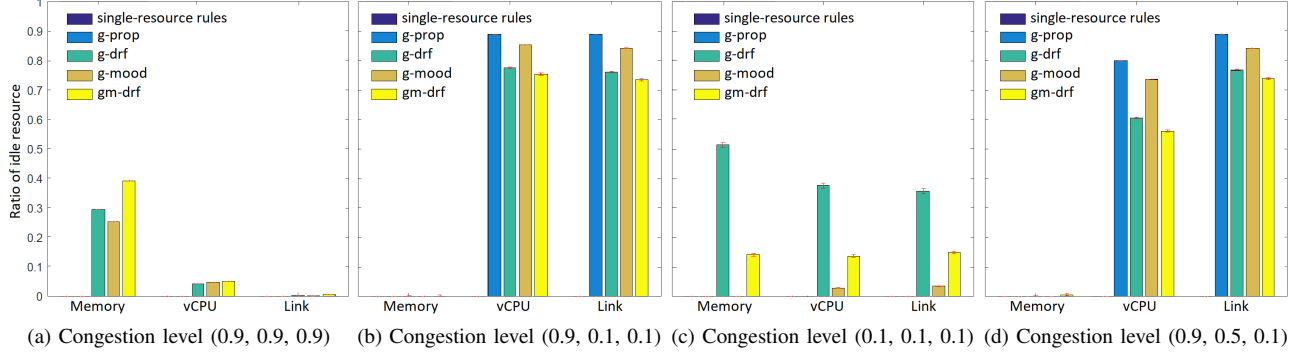 Ratio of idle resource
1
0.9
0.8
0.7
0.6
0.5
0.4
0.3
0.2
0.1
0
single-resource rules
g-prop
g-drf
g-mood
gm-drf
Memory vCPU Link
(a) Congestion level (0.9, 0.9, 0.9)
single-resource rules
g-prop
g-drf
g-mood
gm-drf
Memory vCPU Link
(b) Congestion level (0.9, 0.1, 0.1)
single-resource rules
g-prop
g-drf
g-mood
gm-drf
Memory vCPU Link
(c) Congestion level (0.1, 0.1, 0.1)
single-resource rules
g-prop
g-drf
g-mood
gm-drf
Memory vCPU Link
(d) Congestion level (0.9, 0.5, 0.1)